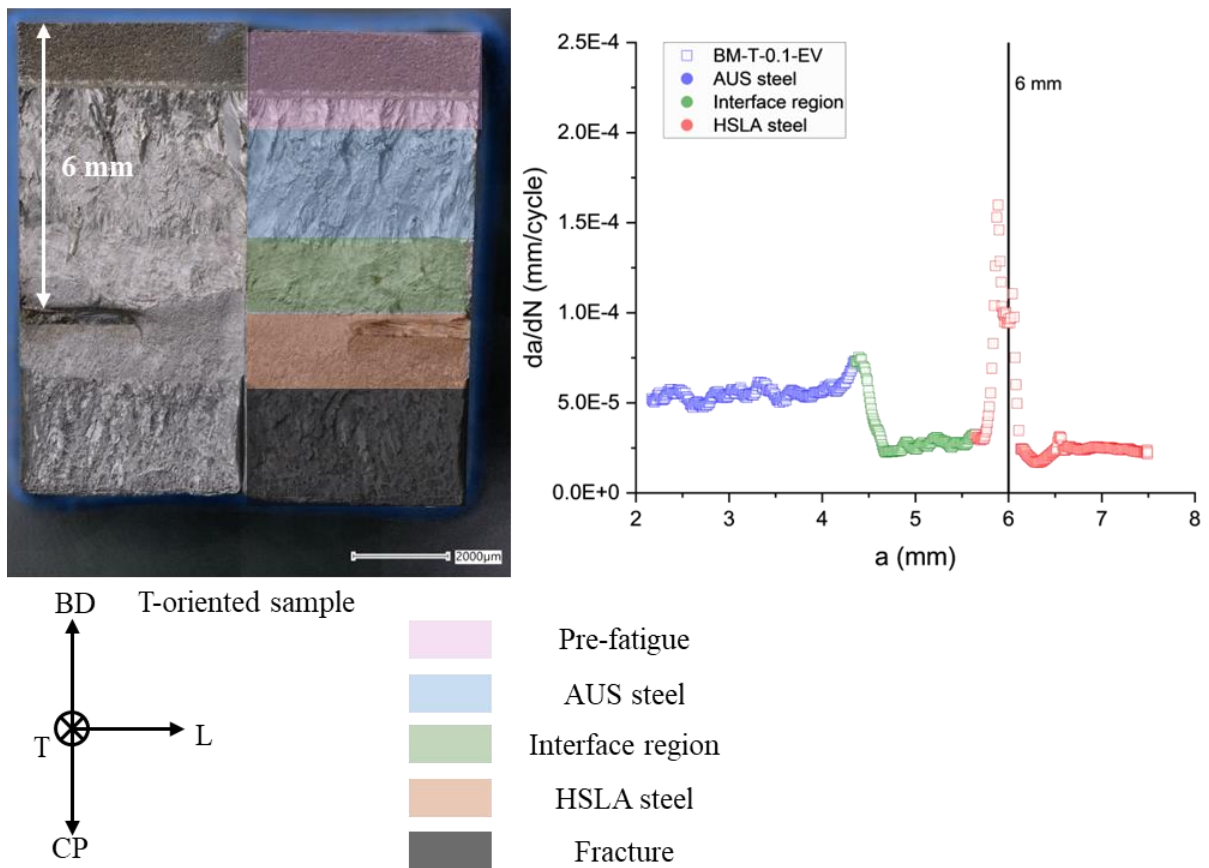 6 mm
2000μm
BD
T-oriented sample
T
L
CP
Pre-fatigue
AUS steel
Interface region
HSLA steel
Fracture
2.5E-4
2.0E-4
1.5E-4
1.0E-4
5.0E-5
0.0E+0
da/dN (mm/cycle)
BM-T-0.1-EV
AUS steel
Interface region
HSLA steel
6 mm
2 3 4 5 6 7 8
a (mm)